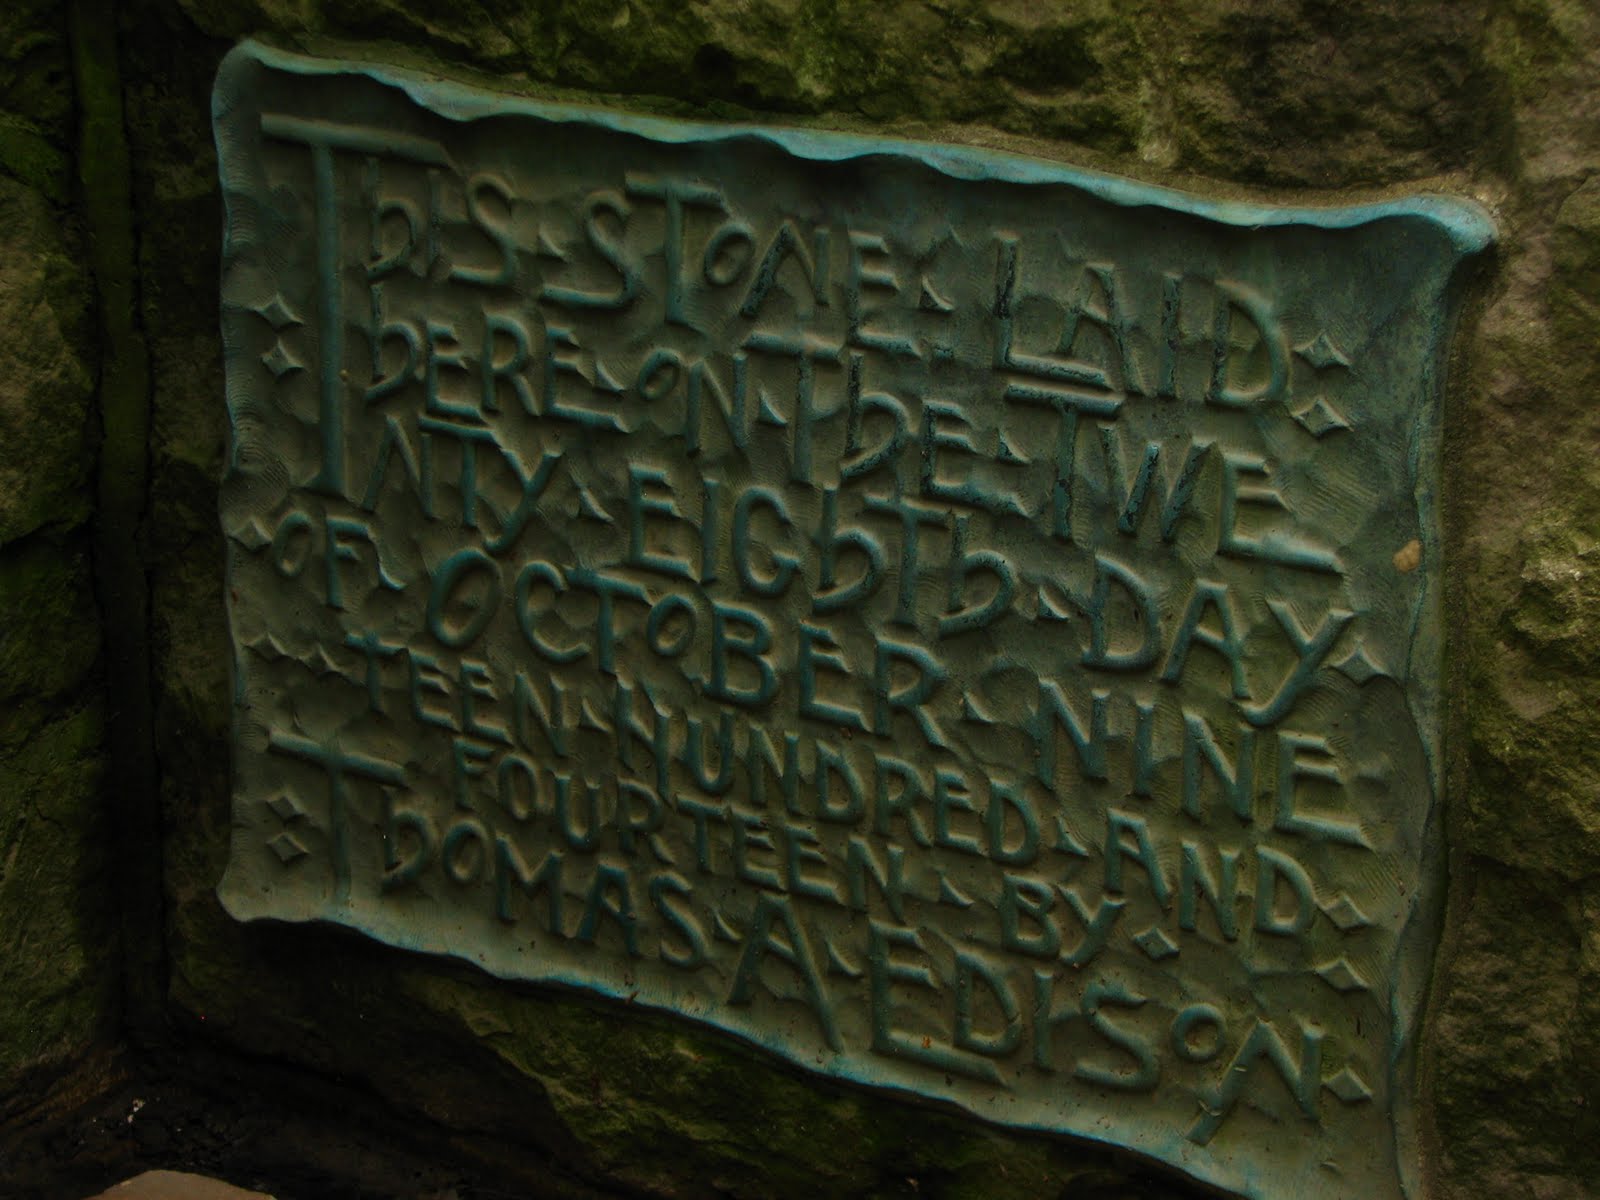 ThIS · STONE · LAID
hERE · ON · ThE · TWE
NTY · EIGhTh · DAY
OF · OCTOBER · NINE
TEEN · HUNDRED · AND
FOURTEEN · BY
ThOMAS · A · EDISON